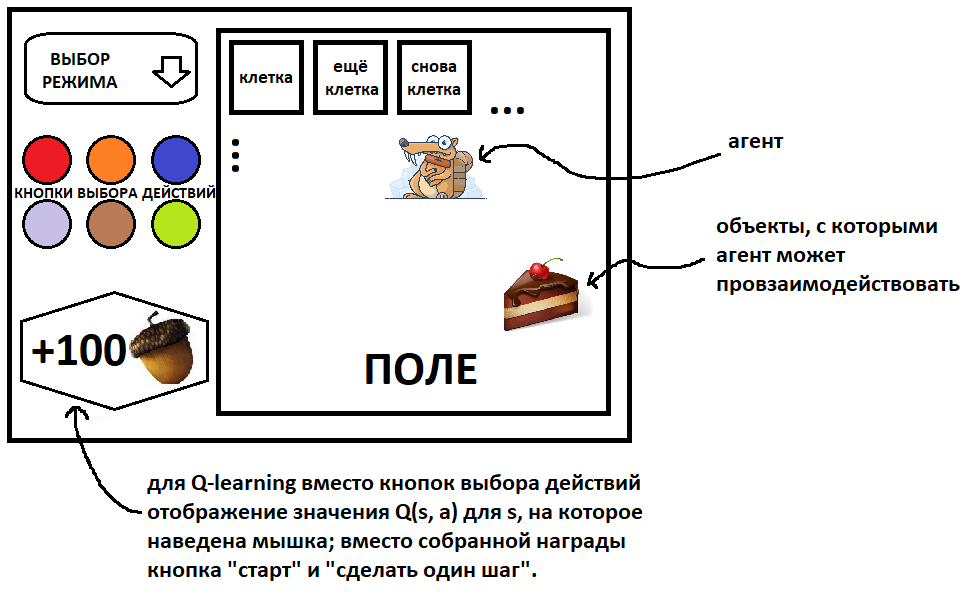 ВЫБОР
РЕЖИМА
клетка
ещё
клетка
снова
клетка
...
КНОПКИ ВЫБОРА ДЕЙСТВИЙ
+100
ПОЛЕ
агент
объекты, с которыми
агент может
провзаимодействовать
для Q-learning вместо кнопок выбора действий
отображение значения Q(s, a) для s, на которое
наведена мышка; вместо собранной награды
кнопка "старт" и "сделать один шаг".